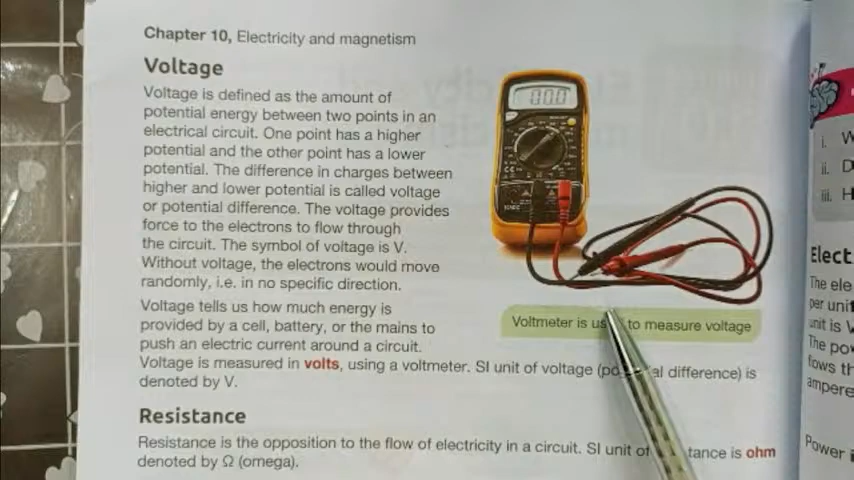 Chapter 10, Electricity and magnetism
Voltage
Voltage is defined as the amount of
potential energy between two points in an
electrical circuit. One point has a higher
potential and the other point has a lower
potential. The difference in charges between
higher and lower potential is called voltage
or potential difference. The voltage provides
force to the electrons to flow through
the circuit. The symbol of voltage is V.
Without voltage, the electrons would move
randomly, i.e. in no specific direction.
Voltage tells us how much energy is
provided by a cell, battery, or the mains to
push an electric current around a circuit.
Voltage is measured in volts, using a voltmeter. SI unit of voltage (po al difference) is
denoted by V.
000
Voltmeter is us to measure voltage
Resistance
Resistance is the opposition to the flow of electricity in a circuit. SI unit of tance is ohm
denoted by Ω (omega).
i. W
ii. D
iii. H
Elect
The ele
per unit
unit is V
The po
flows th
ampere
Power i